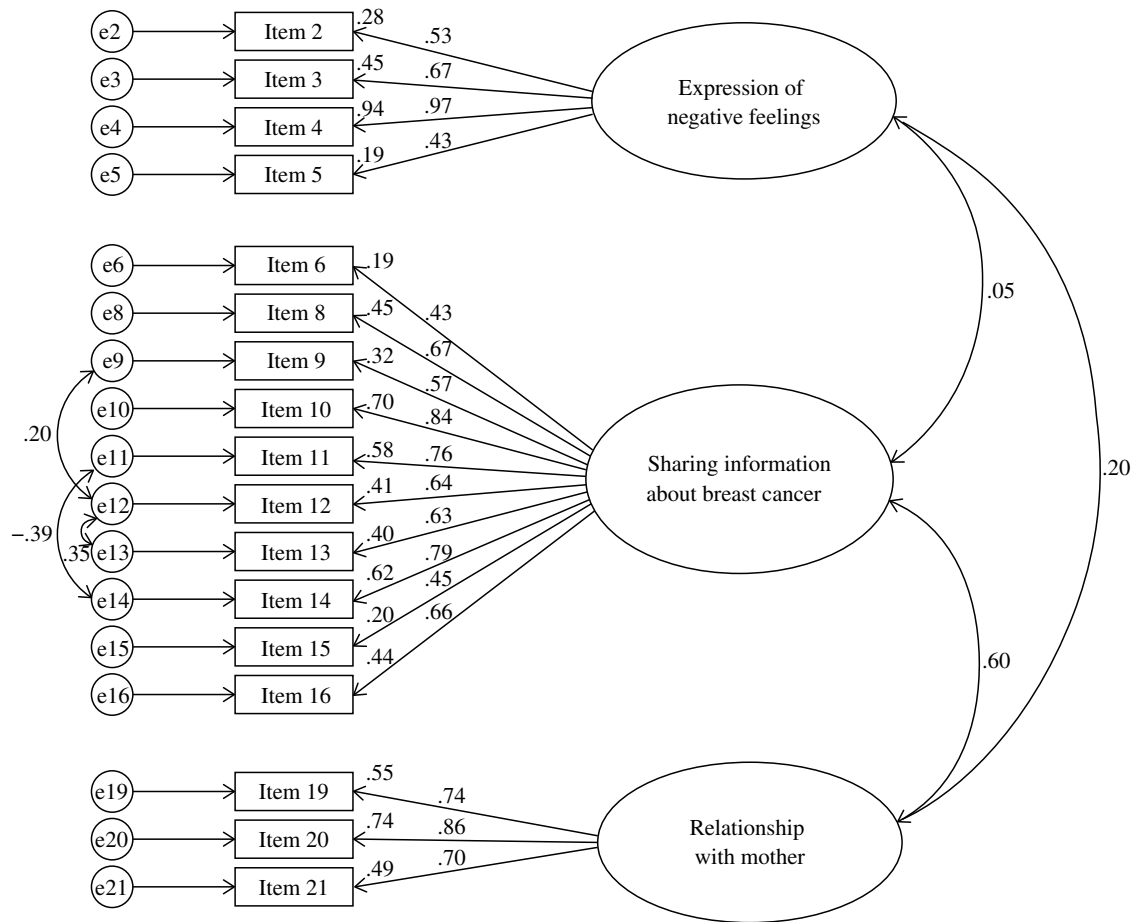 e2 Item 2 .28 .53
e3 Item 3 .45 .67
e4 Item 4 .94 .97
e5 Item 5 .19 .43
Expression of
negative feelings
e6 Item 6 .19 .43
e8 Item 8 .45 .67
e9 Item 9 .32 .57
e10 Item 10 .70 .84
e11 Item 11 .58 .76
e12 Item 12 .41 .64
e13 Item 13 .40 .63
e14 Item 14 .62 .79
e15 Item 15 .20 .45
e16 Item 16 .44 .66
.20
−.39
.35
Sharing information
about breast cancer
.05
.20
.60
e19 Item 19 .55 .74
e20 Item 20 .74 .86
e21 Item 21 .49 .70
Relationship
with mother